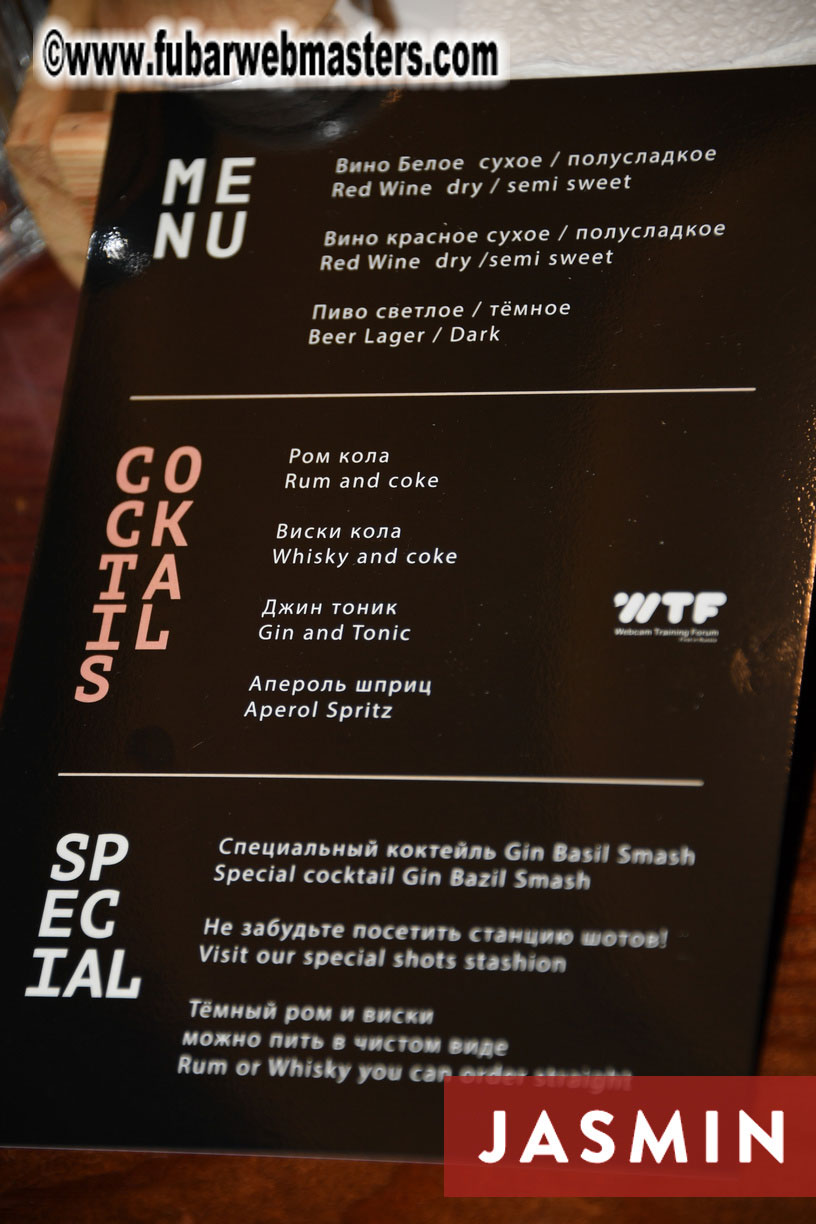 ©www.fubarwebmasters.com
ME
NU
Вино Белое сухое / полусладкое
Red Wine dry / semi sweet
Вино красное сухое / полусладкое
Red Wine dry /semi sweet
Пиво светлое / тёмное
Beer Lager / Dark
CO
CK
TA
IL
S
Ром кола
Rum and coke
Виски кола
Whisky and coke
Джин тоник
Gin and Tonic
Апероль шприц
Aperol Spritz
WTF
Webcam Training Forum
SP
EC
IAL
Специальный коктейль Gin Basil Smash
Special cocktail Gin Bazil Smash
Не забудьте посетить станцию шотов!
Visit our special shots stashion
Тёмный ром и виски
можно пить в чистом виде
Rum or Whisky you can order straight
JASMIN